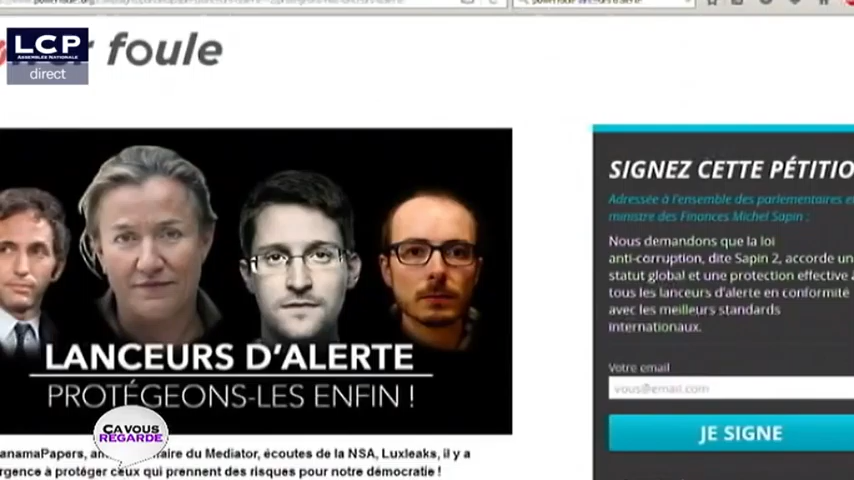 LCP
ASSEMBLÉE NATIONALE
direct
foule
SIGNEZ CETTE PÉTITIO
Adressée à l'ensemble des parlementaires e
ministre des Finances Michel Sapin :
Nous demandons que la loi
anti-corruption, dite Sapin 2, accorde un
statut global et une protection effective à
tous les lanceurs d'alerte en conformité
avec les meilleurs standards
internationaux.
Votre email
vous@email.com
JE SIGNE
LANCEURS D'ALERTE
PROTÉGEONS-LES ENFIN !
ÇA VOUS
REGARDE
anamaPapers, aire du Mediator, écoutes de la NSA, Luxleaks, il y a
rgence à protéger ceux qui prennent des risques pour notre démocratie !